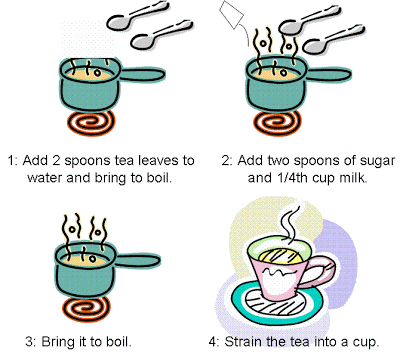 1: Add 2 spoons tea leaves to
water and bring to boil.
2: Add two spoons of sugar
and 1/4th cup milk.
3: Bring it to boil.
4: Strain the tea into a cup.